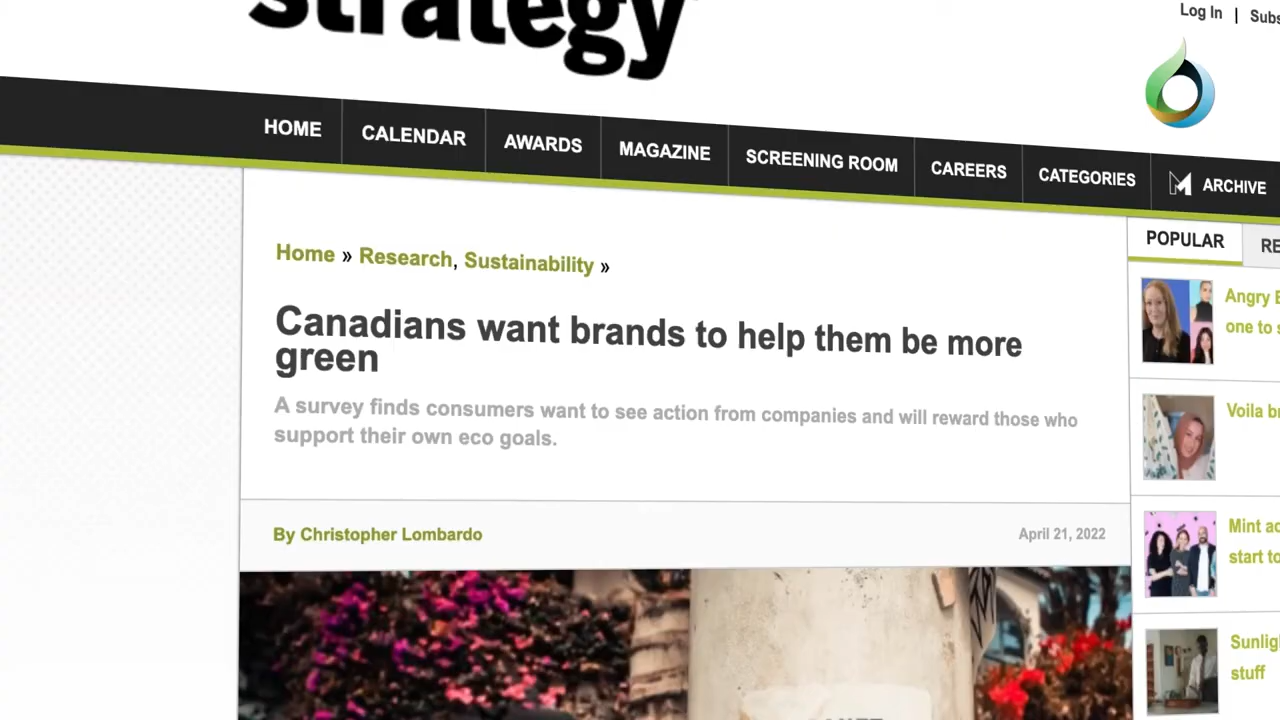 strategy
Log In | Subs
HOME
CALENDAR
AWARDS
MAGAZINE
SCREENING ROOM
CAREERS
CATEGORIES
ARCHIVE
Home » Research, Sustainability »
Canadians want brands to help them be more
green
A survey finds consumers want to see action from companies and will reward those who
support their own eco goals.
By Christopher Lombardo
April 21, 2022
POPULAR
RE
Angry
one to
Voila
Mint
start to
Sunlig
stuff